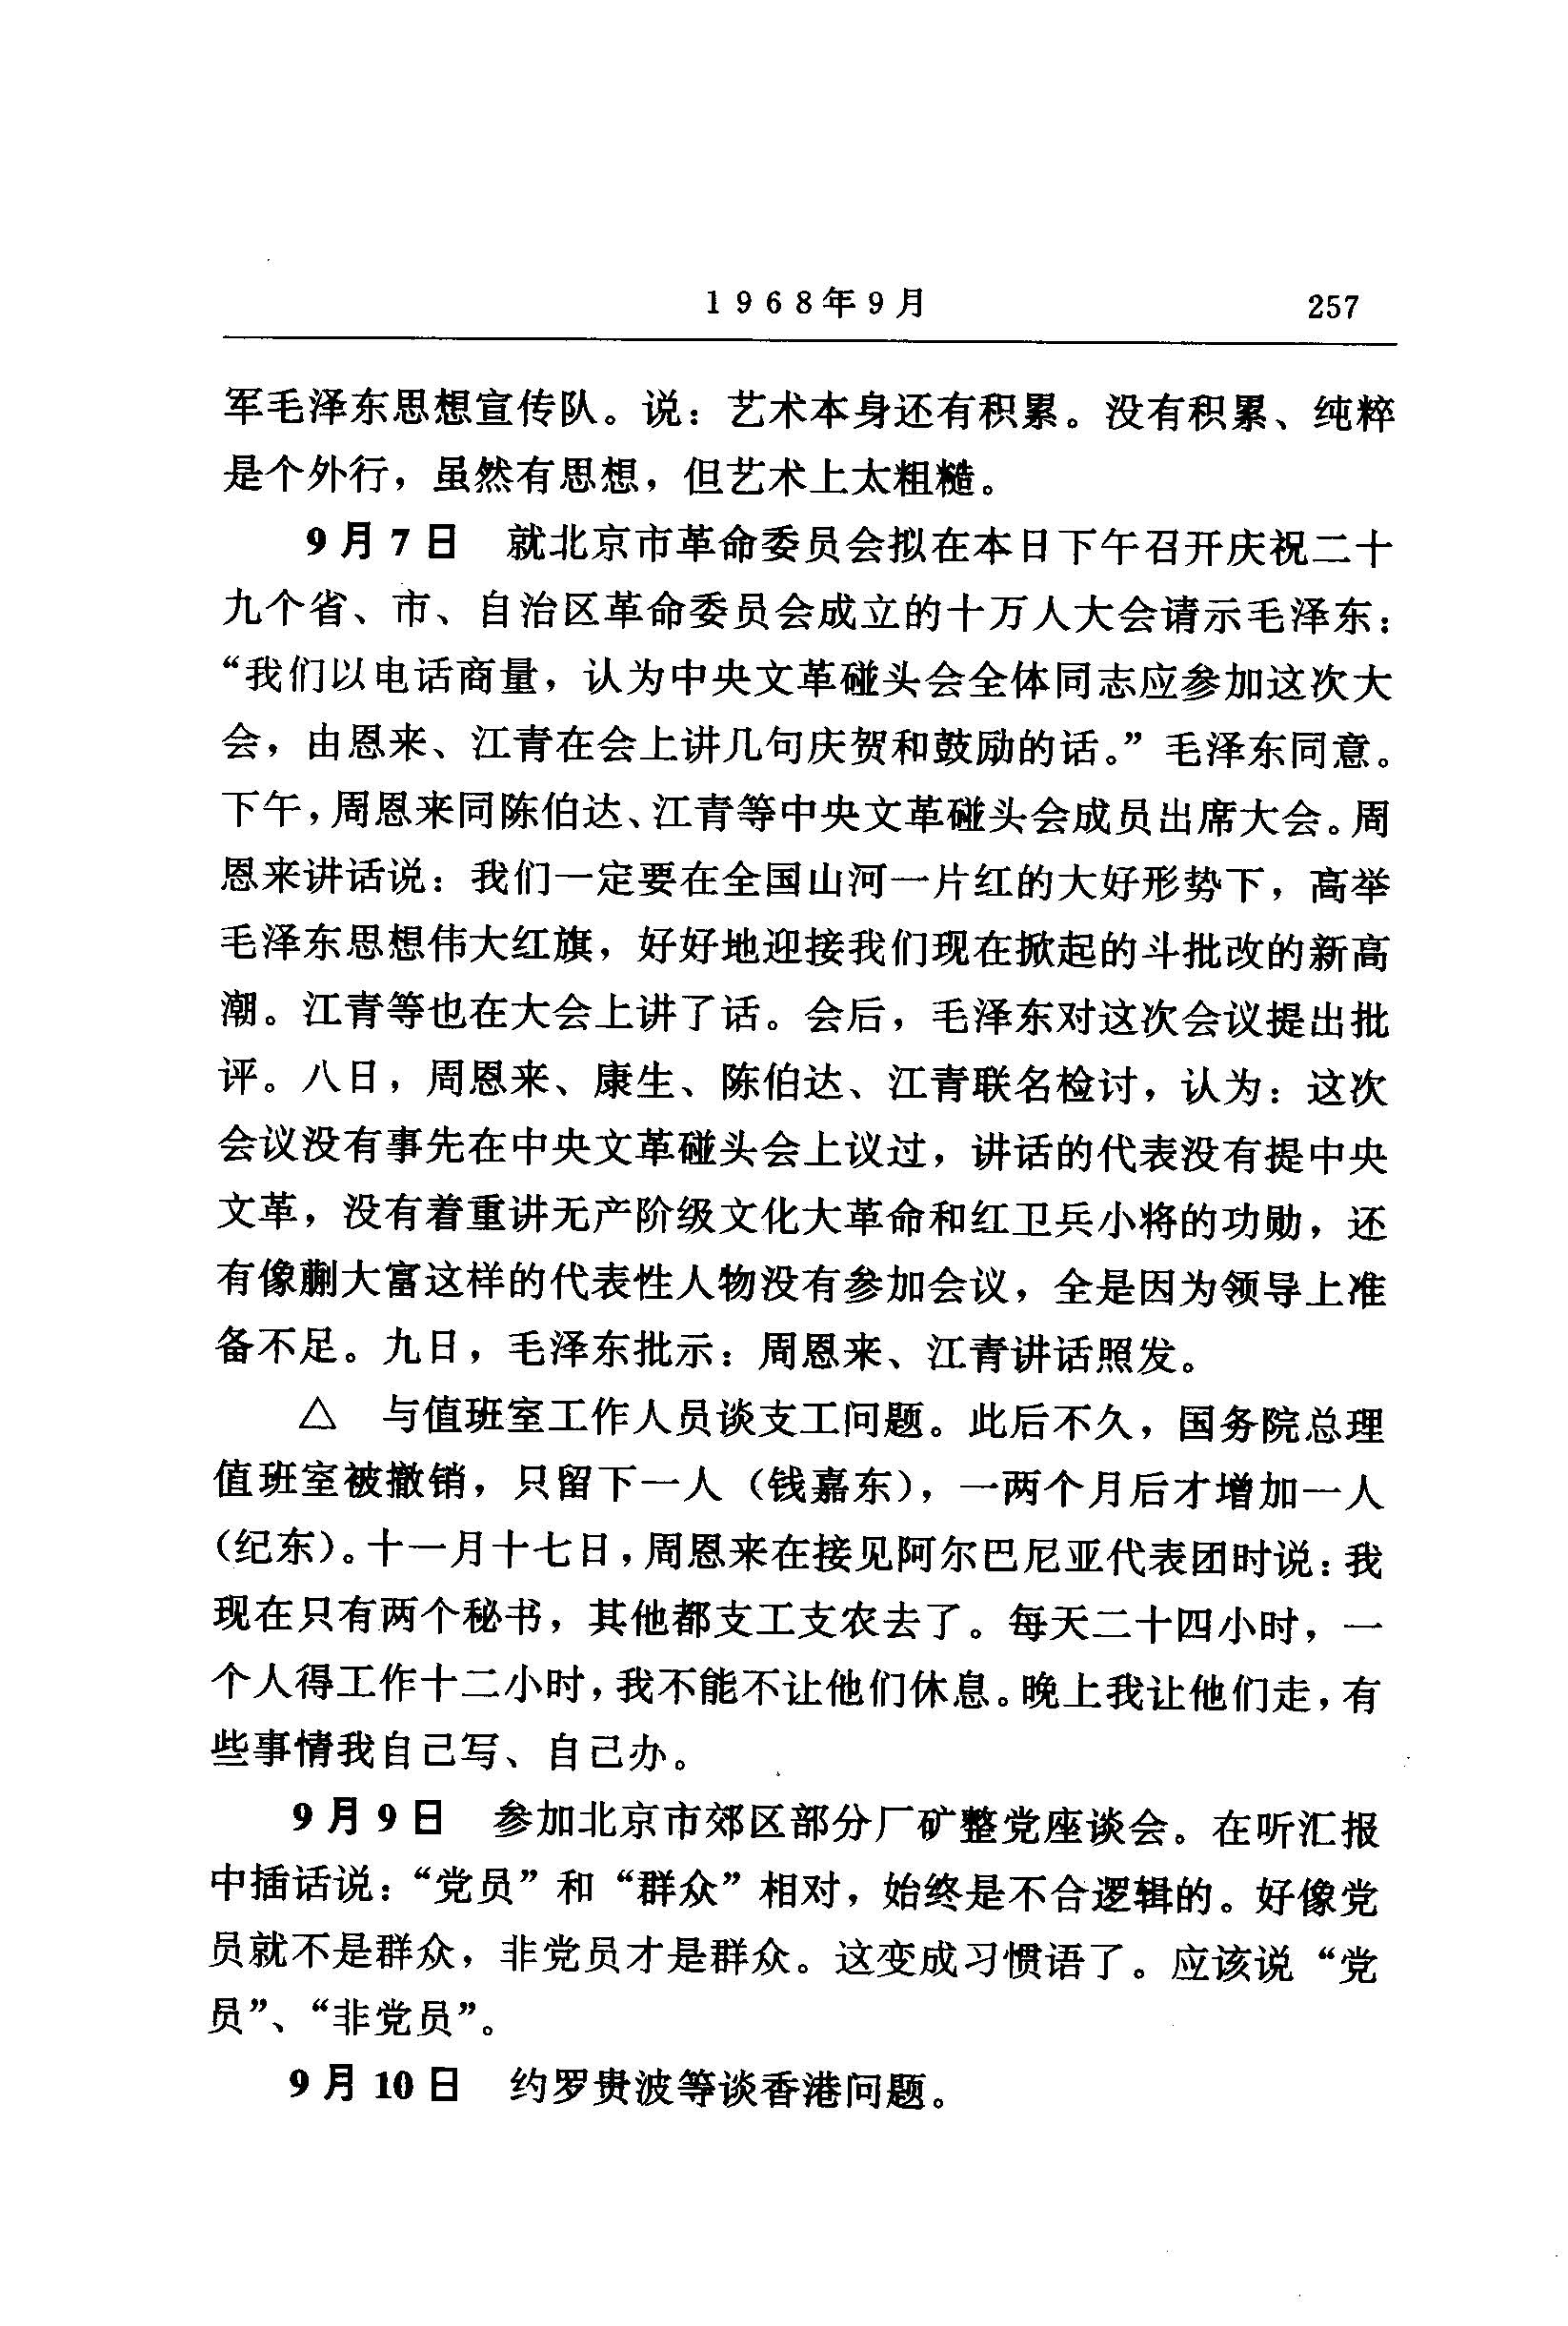 1968年9月 257
军毛泽东思想宣传队。说：艺术本身还有积累。没有积累、纯粹
是个外行，虽然有思想，但艺术上太粗糙。
9月7日 就北京市革命委员会拟在本日下午召开庆祝二十
九个省、市、自治区革命委员会成立的十万人大会请示毛泽东：
“我们以电话商量，认为中央文革碰头会全体同志应参加这次大
会，由恩来、江青在会上讲几句庆贺和鼓励的话。”毛泽东同意。
下午，周恩来同陈伯达、江青等中央文革碰头会成员出席大会。周
恩来讲话说：我们一定要在全国山河一片红的大好形势下，高举
毛泽东思想伟大红旗，好好地迎接我们现在掀起的斗批改的新高
潮。江青等也在大会上讲了话。会后，毛泽东对这次会议提出批
评。八日，周恩来、康生、陈伯达、江青联名检讨，认为：这次
会议没有事先在中央文革碰头会上议过，讲话的代表没有提中央
文革，没有着重讲无产阶级文化大革命和红卫兵小将的功勋，还
有像蒯大富这样的代表性人物没有参加会议，全是因为领导上准
备不足。九日，毛泽东批示：周恩来、江青讲话照发。
△ 与值班室工作人员谈支工问题。此后不久，国务院总理
值班室被撤销，只留下一人（钱嘉东），一两个月后才增加一人
（纪东）。十一月十七日，周恩来在接见阿尔巴尼亚代表团时说：我
现在只有两个秘书，其他都支工支农去了。每天二十四小时，一
个人得工作十二小时，我不能不让他们休息。晚上我让他们走，有
些事情我自己写、自己办。
9月9日 参加北京市郊区部分厂矿整党座谈会。在听汇报
中插话说：“党员”和“群众”相对，始终是不合逻辑的。好像党
员就不是群众，非党员才是群众。这变成习惯语了。应该说“党
员”、“非党员”。
9月10日 约罗贵波等谈香港问题。